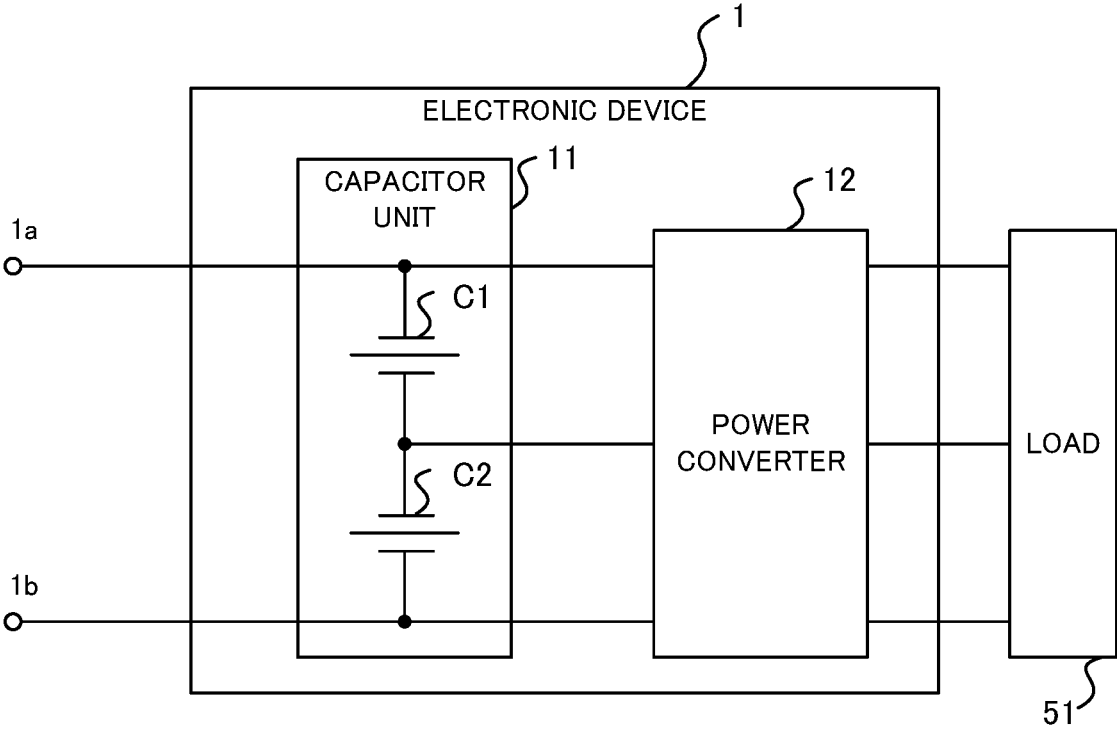 1
ELECTRONIC DEVICE
11
CAPACITOR
UNIT
12
1a
C1
POWER
CONVERTER
LOAD
C2
1b
51